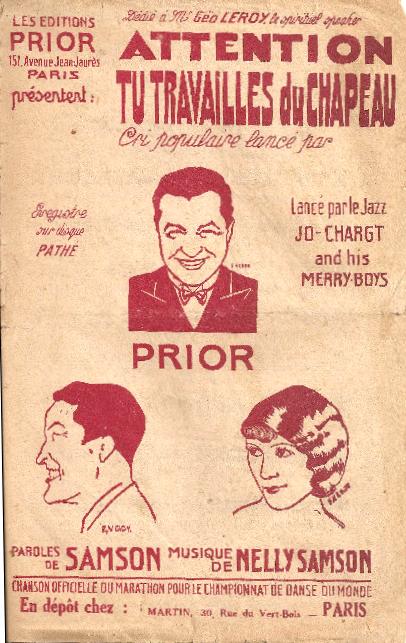 Dédié à Mr Géo LEROY, le spirituel speaker
LES EDITIONS
PRIOR
151, Avenue Jean-Jaurès
PARIS
présentent :
ATTENTION
TU TRAVAILLES du CHAPEAU
Cri populaire lancé par
Enregistré
sur disque
PATHÉ
Lancé par le Jazz
JO-CHARGT
and his
MERRY-BOYS
PRIOR
PAROLES
DE SAMSON
MUSIQUE
DE NELLY SAMSON
CHANSON OFFICIELLE DU MARATHON POUR LE CHAMPIONNAT DE DANSE DU MONDE
En dépôt chez : MARTIN, 30, Rue du Vert-Bois — PARIS